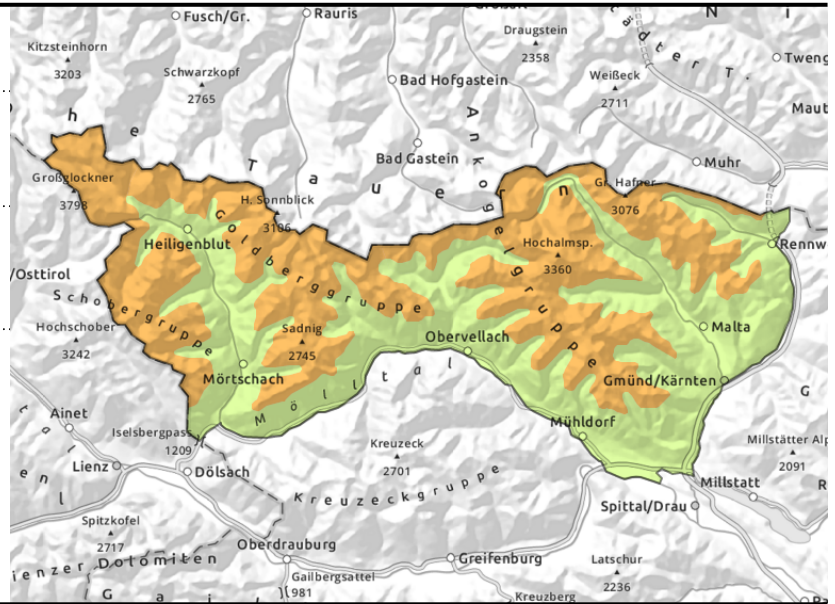 Fusch/Gr.
Rauris
N i
Kitzsteinhorn
3203
Draugstein
2358
Tweng
Schwarzkopf
2765
Bad Hofgastein
Weißeck
2711
Maut
h e T a u e r n
Ankogelgruppe
Bad Gastein
Muhr
Großglockner
3798
H. Sonnblick
3106
Gr. Hafner
3076
Goldberggruppe
Heiligenblut
Hochalmsp.
3360
Rennw
/Osttirol
Schobergruppe
Hochschober
3242
Sadnig
2745
Obervellach
Malta
Mörtschach
Gmünd/Kärnten
Mölltal
G
Ainet
Iselsbergpass
1209
Mühldorf
Kreuzeck
2701
Millstätter Alp
2091
Lienz
Dölsach
Kreuzeckgruppe
Millstatt
Spittal/Drau
Spitzkofel
2717
Oberdrauburg
Greifenburg
Latschur
2236
ienzer Dolomiten
Gailbergsattel
981
Kreuzberg
G a i l